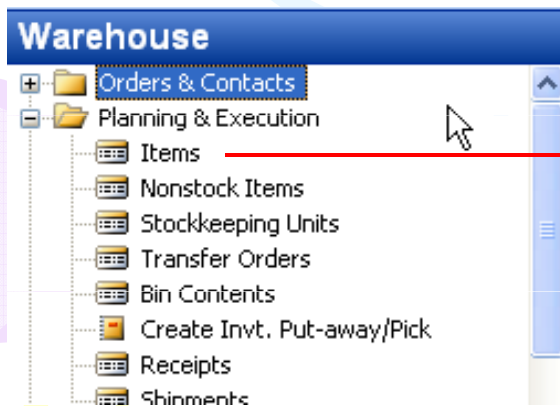 Warehouse
Orders & Contacts
Planning & Execution
Items
Nonstock Items
Stockkeeping Units
Transfer Orders
Bin Contents
Create Invt. Put-away/Pick
Receipts
Shipments